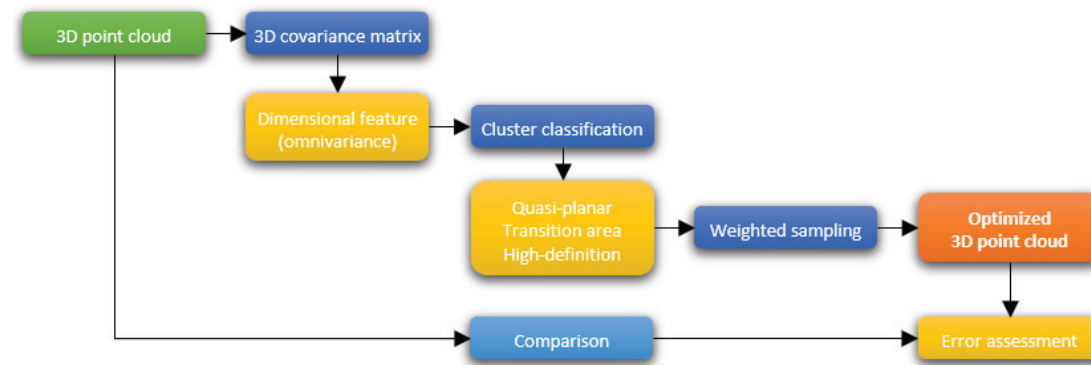 3D point cloud
3D covariance matrix
Dimensional feature
(omnivariance)
Cluster classification
Quasi-planar
Transition area
High-definition
Weighted sampling
Optimized
3D point cloud
Comparison
Error assessment